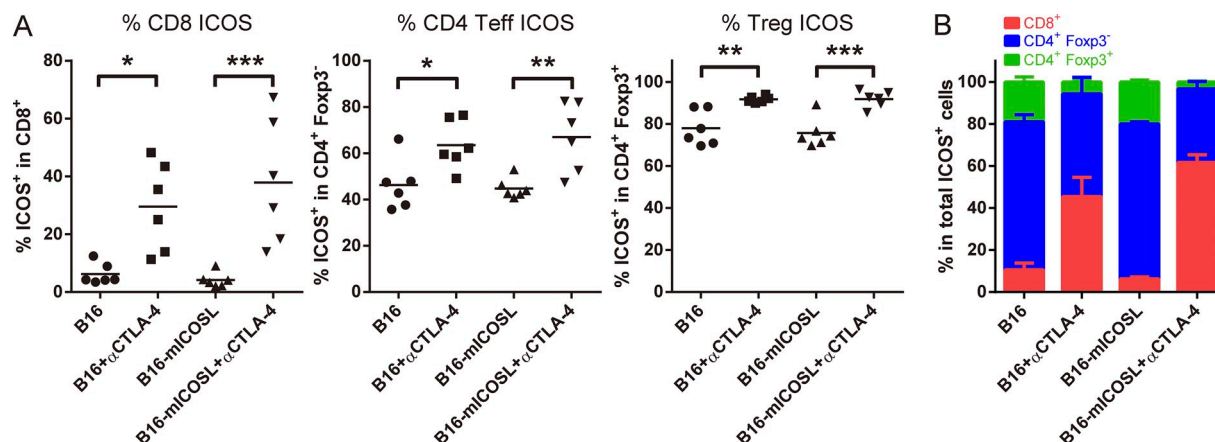 A
% CD8 ICOS
% ICOS⁺ in CD8⁺
80
60
40
20
0
*
***
B16
B16+αCTLA-4
B16-mICOSL
B16-mICOSL+αCTLA-4
% CD4 Teff ICOS
% ICOS⁺ in CD4⁺ Foxp3⁻
100
80
60
40
20
0
*
**
B16
B16+αCTLA-4
B16-mICOSL
B16-mICOSL+αCTLA-4
% Treg ICOS
% ICOS⁺ in CD4⁺ Foxp3⁺
100
80
60
40
20
0
**
***
B16
B16+αCTLA-4
B16-mICOSL
B16-mICOSL+αCTLA-4
B
CD8⁺
CD4⁺ Foxp3⁻
CD4⁺ Foxp3⁺
% in total ICOS⁺ cells
100
80
60
40
20
0
B16
B16+αCTLA-4
B16-mICOSL
B16-mICOSL+αCTLA-4